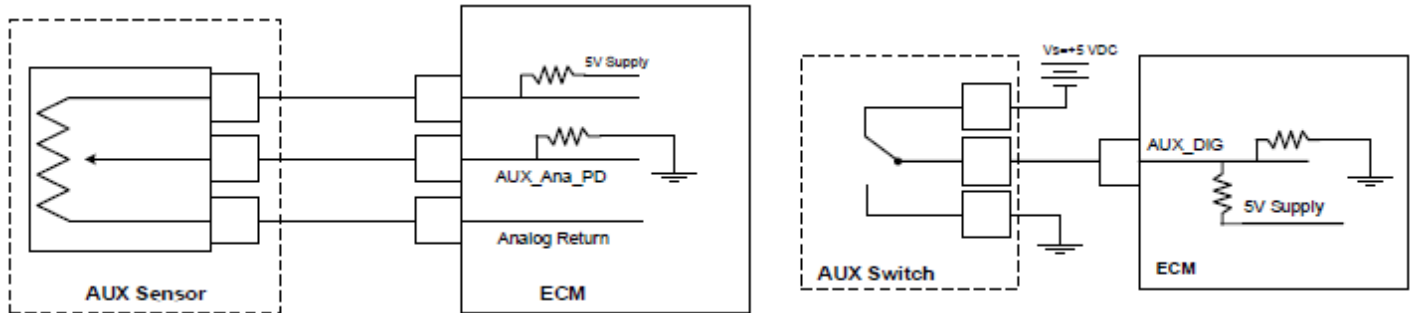 5V Supply
AUX_Ana_PD
Analog Return
AUX Sensor
ECM
Vs=+5 VDC
AUX_DIG
5V Supply
AUX Switch
ECM